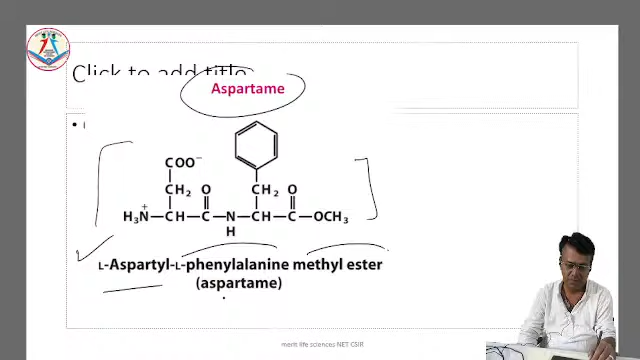 Click to add title
Aspartame
COO⁻
CH₂ O CH₂ O
H₃N⁺—CH—C—N—CH—C—OCH₃
H
L-Aspartyl-L-phenylalanine methyl ester
(aspartame)
merit life sciences NET CSIR